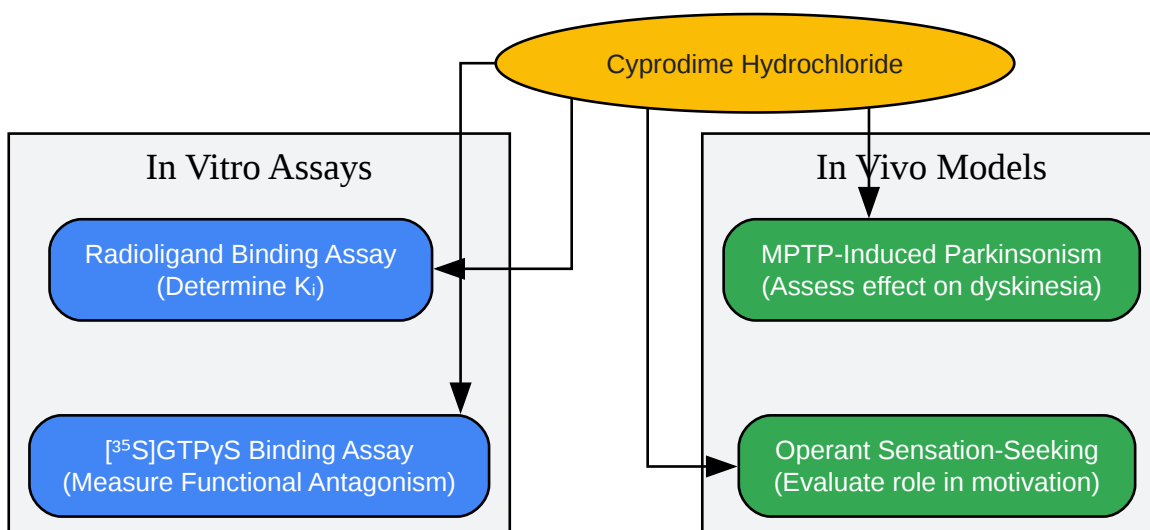 Cyprodime Hydrochloride
In Vitro Assays
Radioligand Binding Assay
(Determine Kᵢ)
[³⁵S]GTPγS Binding Assay
(Measure Functional Antagonism)
In Vivo Models
MPTP-Induced Parkinsonism
(Assess effect on dyskinesia)
Operant Sensation-Seeking
(Evaluate role in motivation)